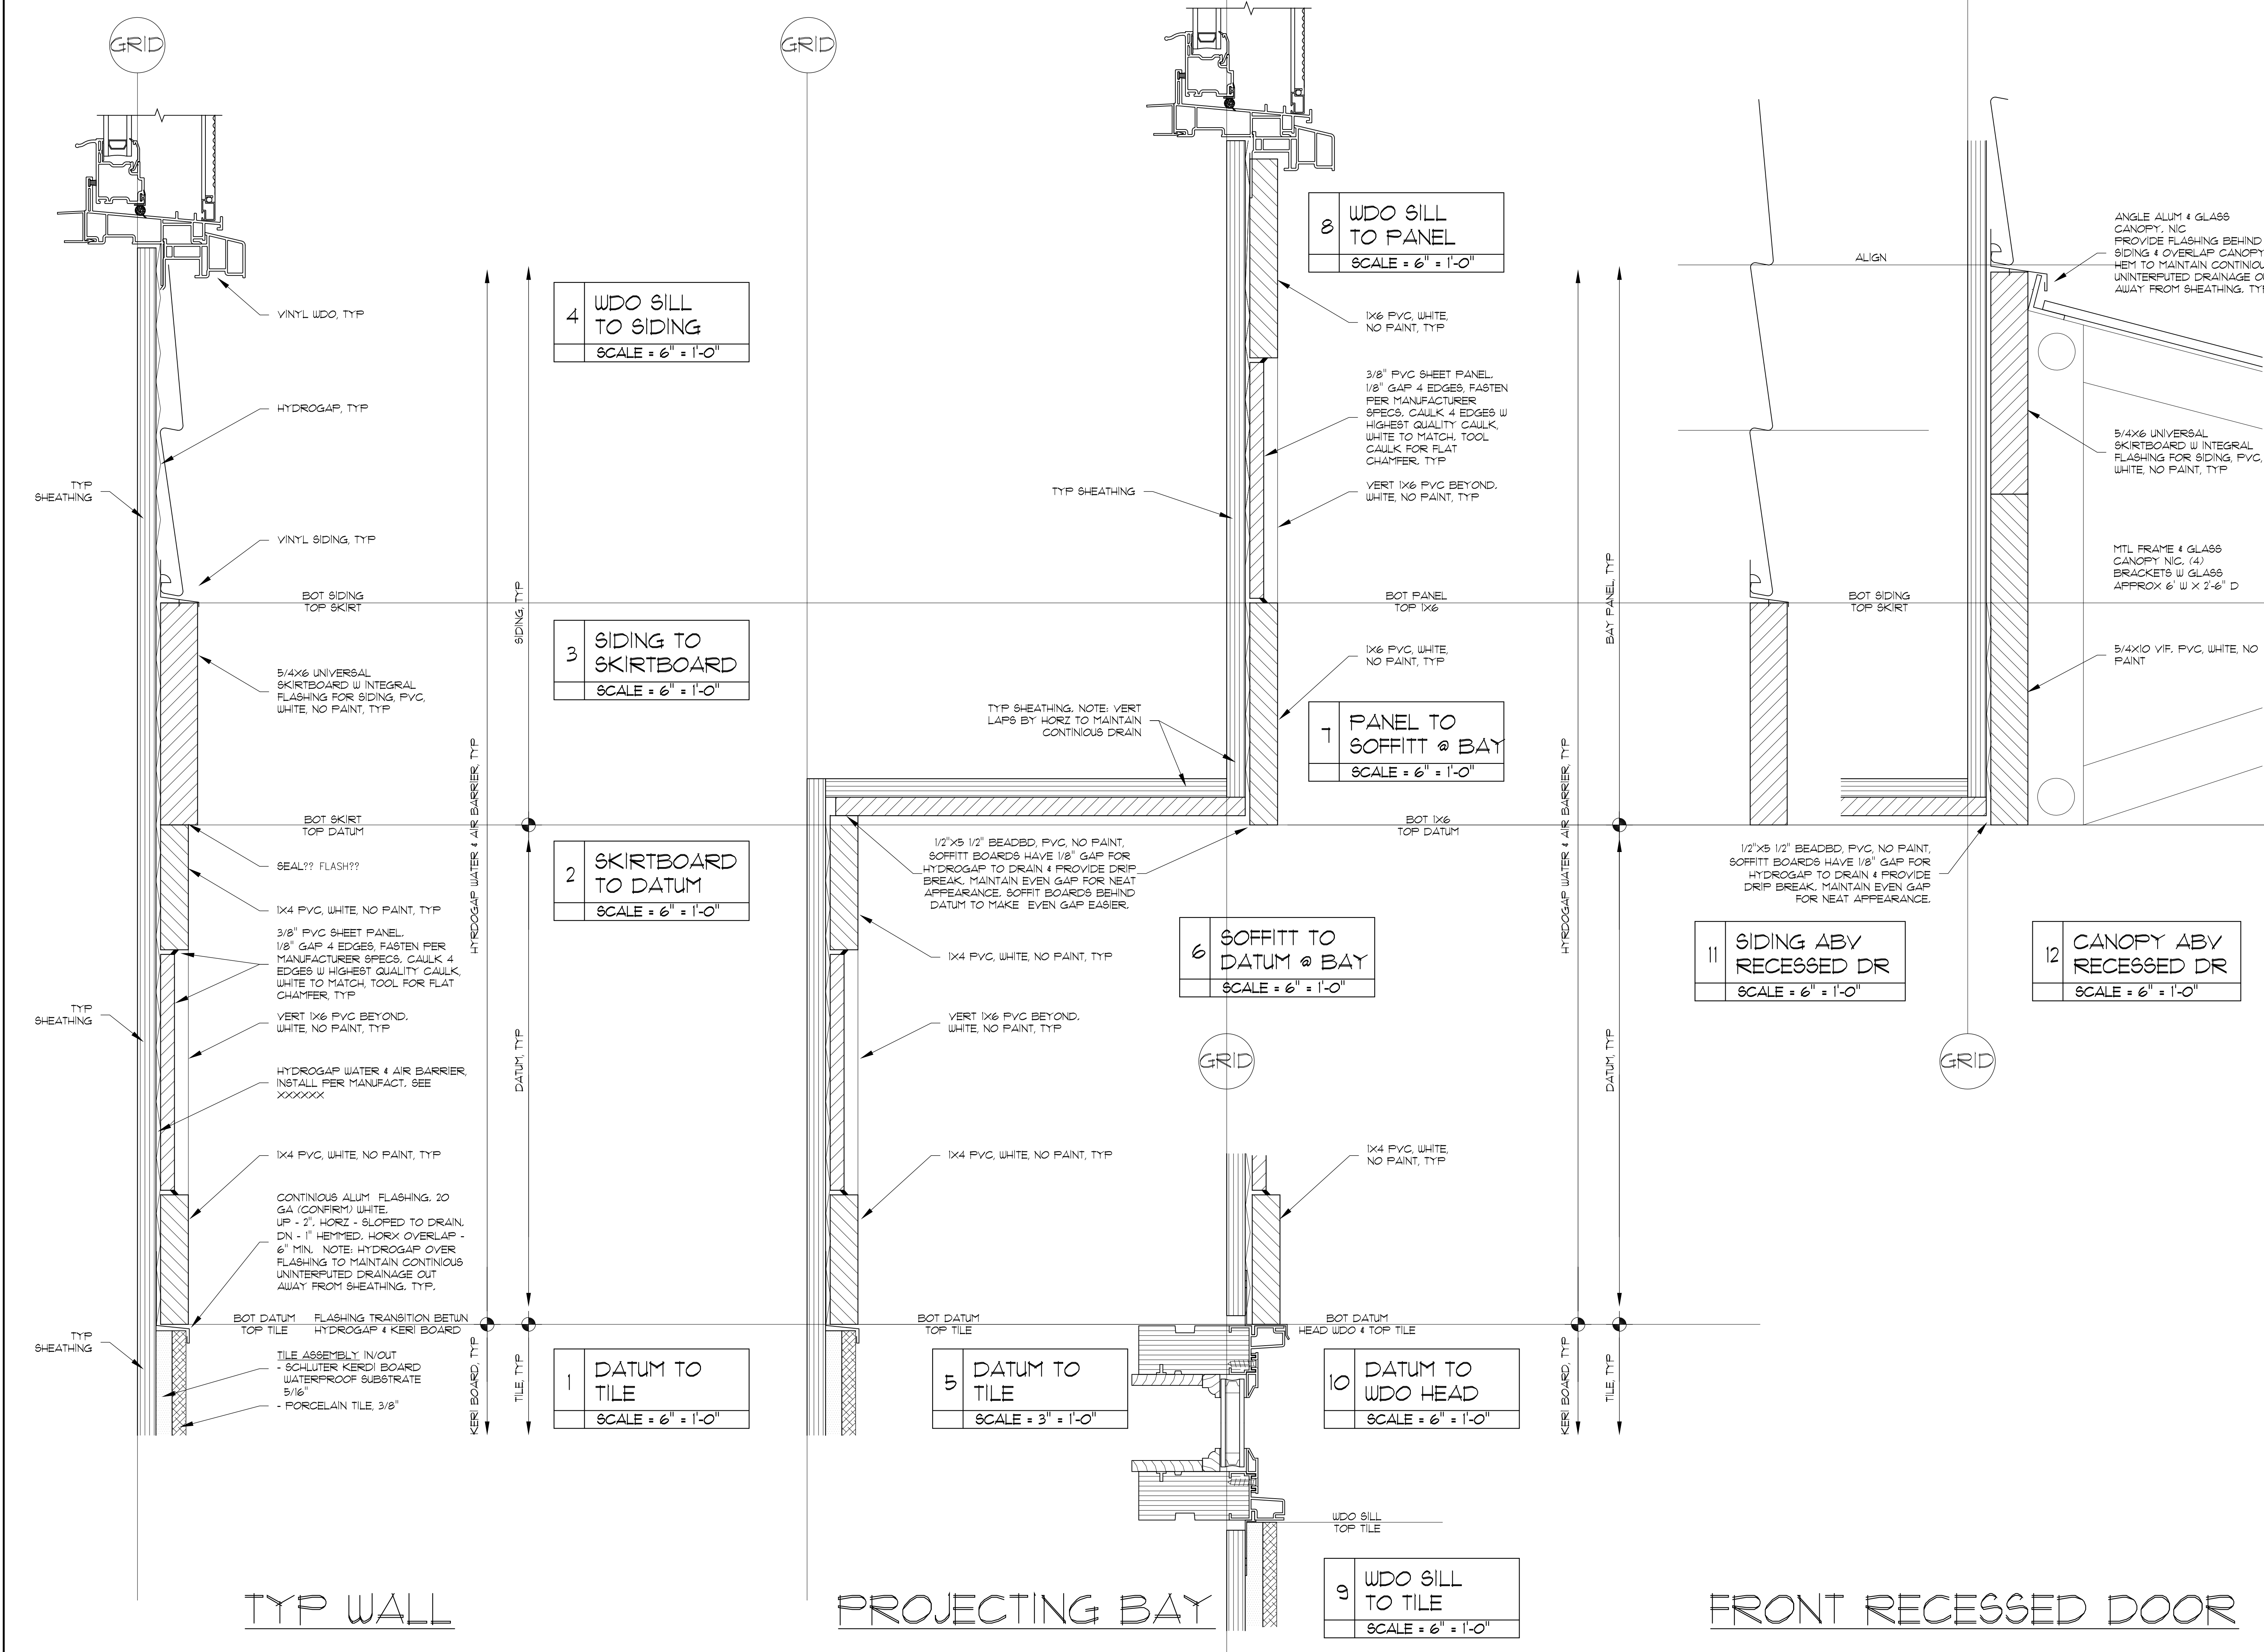 GRID
VINYL WDO, TYP
HYDROGAP, TYP
TYP
SHEATHING
VINYL SIDING, TYP
BOT SIDING
TOP SKIRT
5/4X6 UNIVERSAL
SKIRTBOARD W INTEGRAL
FLASHING FOR SIDING, PVC,
WHITE, NO PAINT, TYP
BOT SKIRT
TOP DATUM
SEAL?? FLASH??
1X4 PVC, WHITE, NO PAINT, TYP
3/8" PVC SHEET PANEL,
1/8" GAP 4 EDGES, FASTEN PER
MANUFACTURER SPECS, CAULK 4
EDGES W HIGHEST QUALITY CAULK,
WHITE TO MATCH, TOOL FOR FLAT
CHAMFER, TYP
TYP
SHEATHING
VERT 1X6 PVC BEYOND,
WHITE, NO PAINT, TYP
HYDROGAP WATER & AIR BARRIER,
INSTALL PER MANUFACT, SEE
XXXXXX
1X4 PVC, WHITE, NO PAINT, TYP
CONTINIOUS ALUM FLASHING, 20
GA (CONFIRM) WHITE.
UP - 2", HORZ - SLOPED TO DRAIN,
DN - 1" HEMMED, HORX OVERLAP -
6" MIN. NOTE: HYDROGAP OVER
FLASHING TO MAINTAIN CONTINIOUS
UNINTERPUTED DRAINAGE OUT
AWAY FROM SHEATHING, TYP.
BOT DATUM
TOP TILE
FLASHING TRANSITION BETWN
HYDROGAP & KERI BOARD
TYP
SHEATHING
TILE ASSEMBLY IN/OUT
- SCHLUTER KERDI BOARD
WATERPROOF SUBSTRATE
5/16"
- PORCELAIN TILE, 3/8"
HYRDOGAP WATER & AIR BARRIER, TYP
KERI BOARD, TYP
SIDING, TYP
DATUM, TYP
TILE, TYP
4 WDO SILL
TO SIDING
SCALE = 6" = 1'-0"
3 SIDING TO
SKIRTBOARD
SCALE = 6" = 1'-0"
2 SKIRTBOARD
TO DATUM
SCALE = 6" = 1'-0"
1 DATUM TO
TILE
SCALE = 6" = 1'-0"
TYP WALL
GRID
8 WDO SILL
TO PANEL
SCALE = 6" = 1'-0"
1X6 PVC, WHITE,
NO PAINT, TYP
3/8" PVC SHEET PANEL,
1/8" GAP 4 EDGES, FASTEN
PER MANUFACTURER
SPECS, CAULK 4 EDGES W
HIGHEST QUALITY CAULK,
WHITE TO MATCH, TOOL
CAULK FOR FLAT
CHAMFER, TYP
TYP SHEATHING
VERT 1X6 PVC BEYOND,
WHITE, NO PAINT, TYP
BOT PANEL
TOP 1X6
1X6 PVC, WHITE,
NO PAINT, TYP
TYP SHEATHING, NOTE: VERT
LAPS BY HORZ TO MAINTAIN
CONTINIOUS DRAIN
7 PANEL TO
SOFFITT @ BAY
SCALE = 6" = 1'-0"
BOT 1X6
TOP DATUM
1/2"X5 1/2" BEADBD, PVC, NO PAINT,
SOFFITT BOARDS HAVE 1/8" GAP FOR
HYDROGAP TO DRAIN & PROVIDE DRIP
BREAK, MAINTAIN EVEN GAP FOR NEAT
APPEARANCE, SOFFIT BOARDS BEHIND
DATUM TO MAKE EVEN GAP EASIER.
1X4 PVC, WHITE, NO PAINT, TYP
6 SOFFITT TO
DATUM @ BAY
SCALE = 6" = 1'-0"
VERT 1X6 PVC BEYOND,
WHITE, NO PAINT, TYP
GRID
1X4 PVC, WHITE, NO PAINT, TYP
1X4 PVC, WHITE,
NO PAINT, TYP
BOT DATUM
TOP TILE
BOT DATUM
HEAD WDO & TOP TILE
5 DATUM TO
TILE
SCALE = 3" = 1'-0"
10 DATUM TO
WDO HEAD
SCALE = 6" = 1'-0"
WDO SILL
TOP TILE
9 WDO SILL
TO TILE
SCALE = 6" = 1'-0"
HYRDOGAP WATER & AIR BARRIER, TYP
KERI BOARD, TYP
BAY PANEL, TYP
DATUM, TYP
TILE, TYP
PROJECTING BAY
ALIGN
ANGLE ALUM & GLASS
CANOPY, NIC
PROVIDE FLASHING BEHIND
SIDING & OVERLAP CANOPY
HEM TO MAINTAIN CONTINIOU
UNINTERPUTED DRAINAGE O
AWAY FROM SHEATHING, TY
5/4X6 UNIVERSAL
SKIRTBOARD W INTEGRAL
FLASHING FOR SIDING, PVC,
WHITE, NO PAINT, TYP
MTL FRAME & GLASS
CANOPY NIC, (4)
BRACKETS W GLASS
APPROX 6' W X 2'-6" D
BOT SIDING
TOP SKIRT
5/4X10 VIF, PVC, WHITE, NO
PAINT
1/2"X5 1/2" BEADBD, PVC, NO PAINT,
SOFFITT BOARDS HAVE 1/8" GAP FOR
HYDROGAP TO DRAIN & PROVIDE
DRIP BREAK, MAINTAIN EVEN GAP
FOR NEAT APPEARANCE.
11 SIDING ABV
RECESSED DR
SCALE = 6" = 1'-0"
12 CANOPY ABV
RECESSED DR
SCALE = 6" = 1'-0"
GRID
FRONT RECESSED DOOR